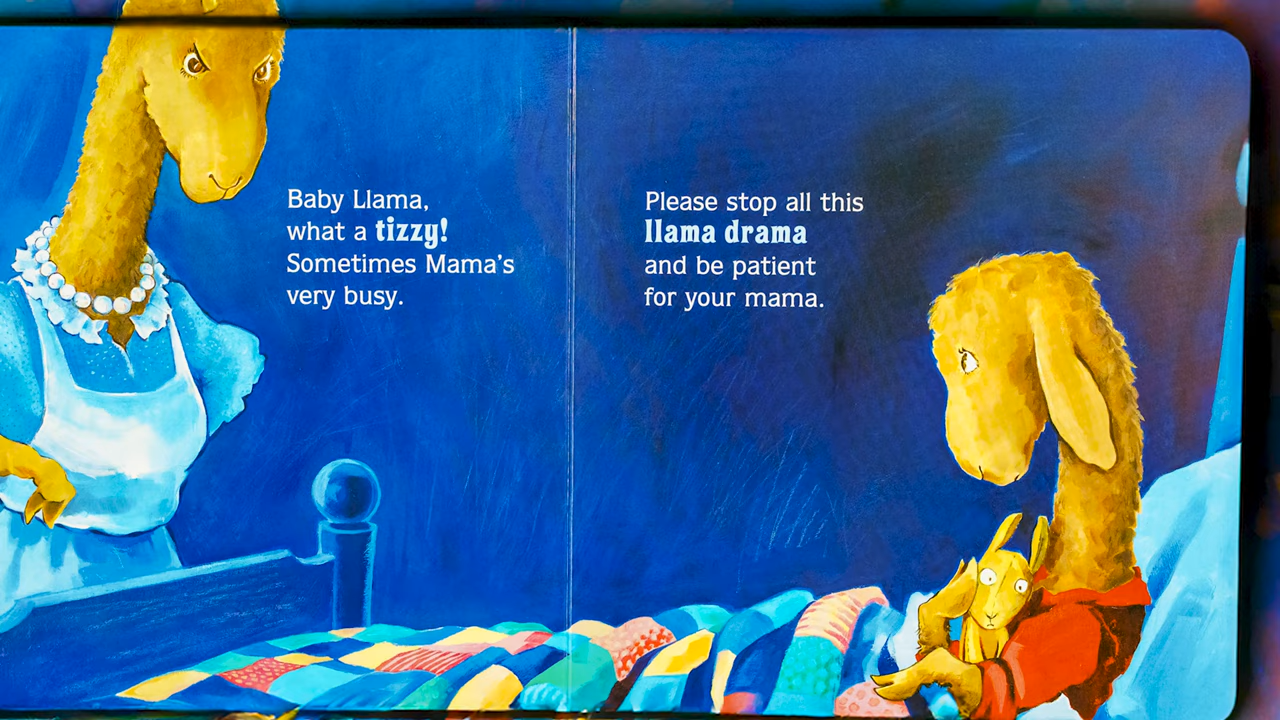 Baby Llama,
what a tizzy!
Sometimes Mama's
very busy.
Please stop all this
llama drama
and be patient
for your mama.